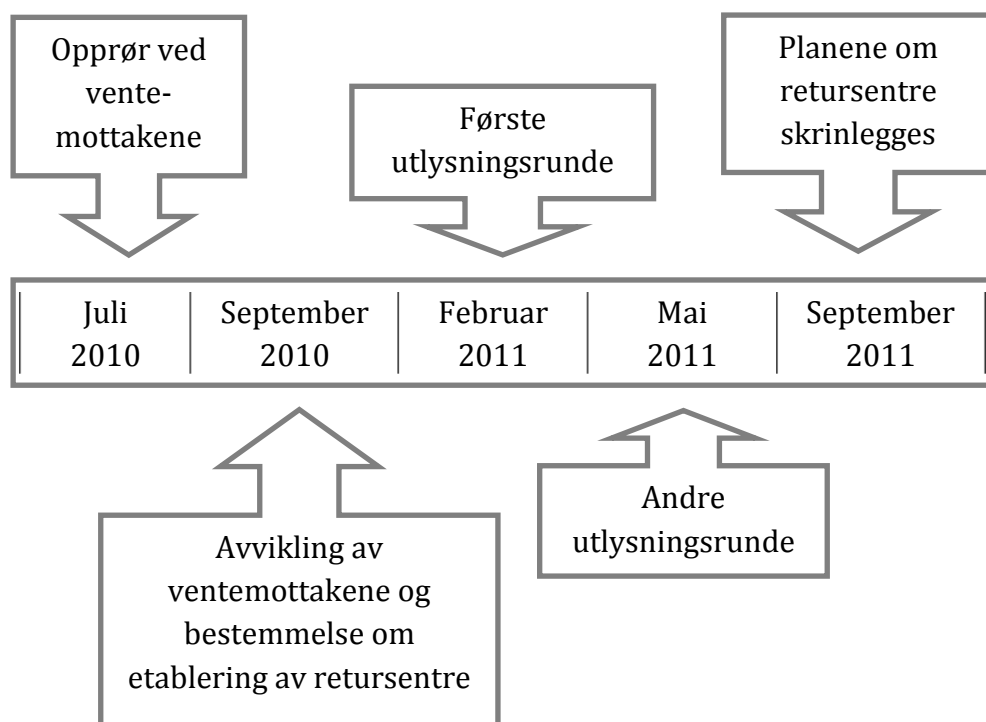 Opprør ved
vente-
mottakene
Første
utlysningsrunde
Planene om
retursentre
skrinlegges
Juli
2010
September
2010
Februar
2011
Mai
2011
September
2011
Avvikling av
ventemottakene og
bestemmelse om
etablering av retursentre
Andre
utlysningsrunde